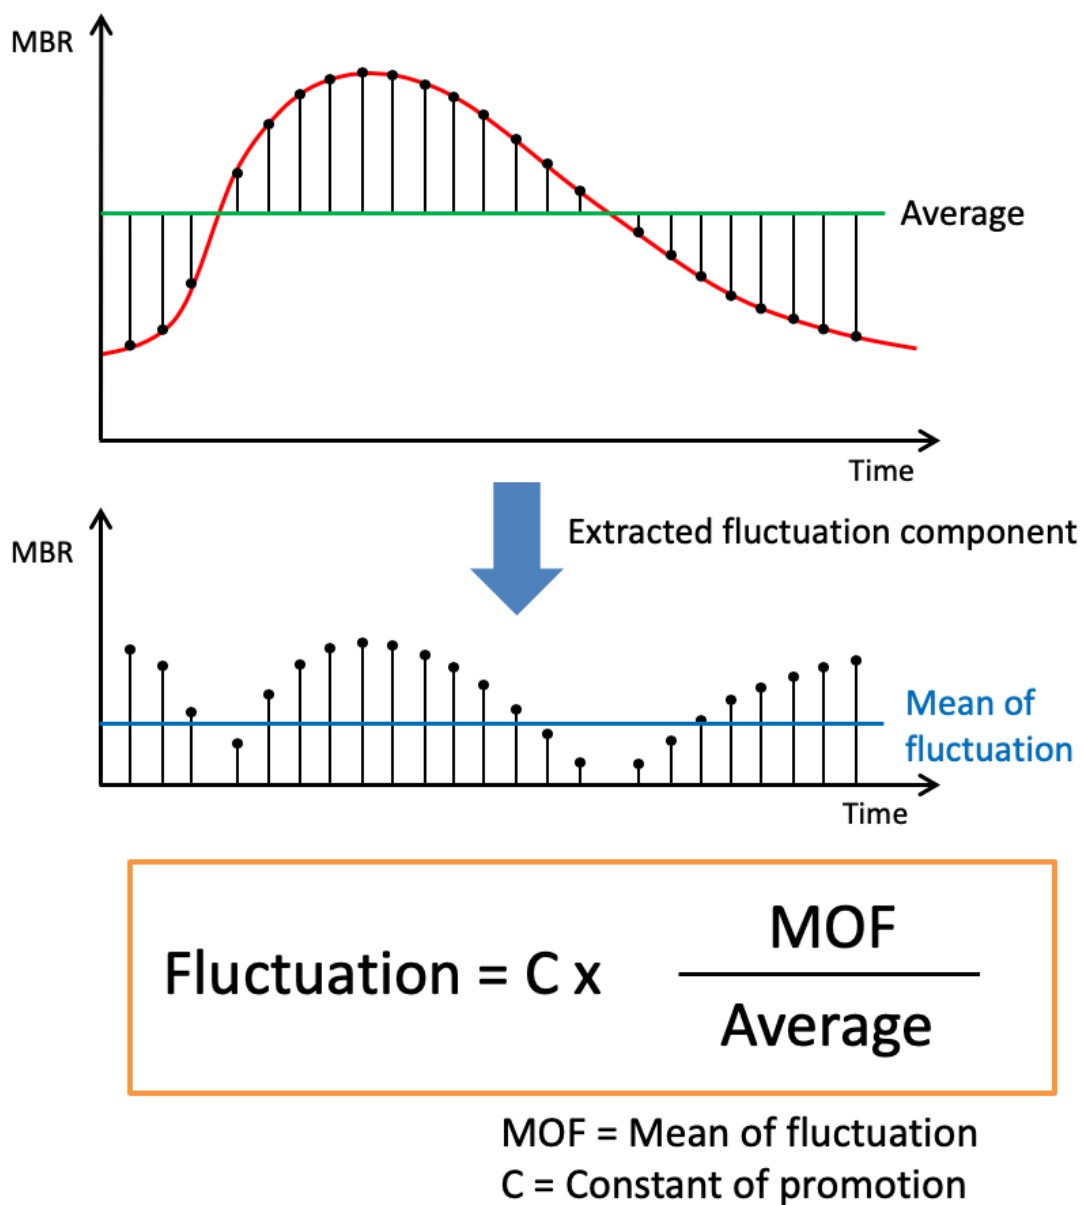 MBR
Average
Time
Extracted fluctuation component
MBR
Mean of
fluctuation
Time
MOF
Fluctuation = C x
Average
MOF = Mean of fluctuation
C = Constant of promotion